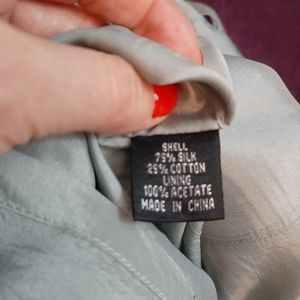 SHELL
75% SILK
25% COTTON
LINING
100% ACETATE
MADE IN CHINA